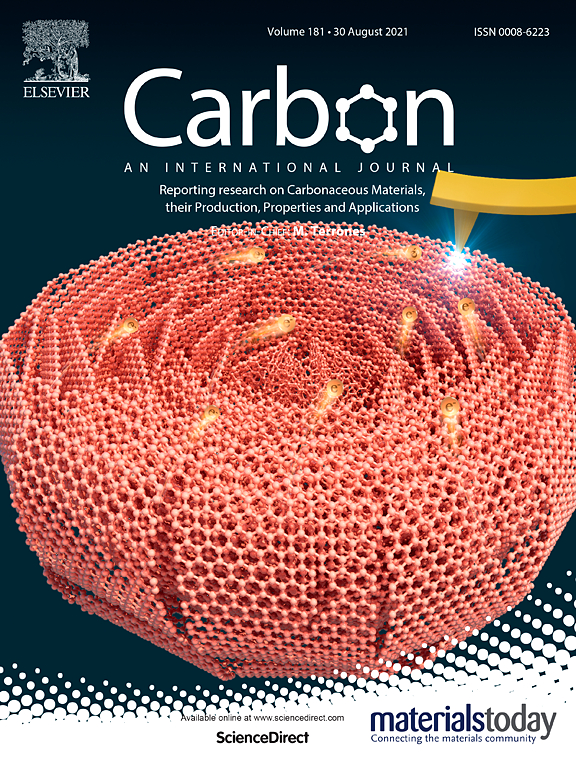 Volume 181 • 30 August 2021
ISSN 0008-6223
ELSEVIER
Carbon
AN INTERNATIONAL JOURNAL
Reporting research on Carbonaceous Materials,
their Production, Properties and Applications
EDITOR-IN-CHIEF M. Terrones
e⁻
e⁻
e⁻
e⁻
e⁻
e⁻
e⁻
e⁻
e⁻
Available online at www.sciencedirect.com
ScienceDirect
materialstoday
Connecting the materials community